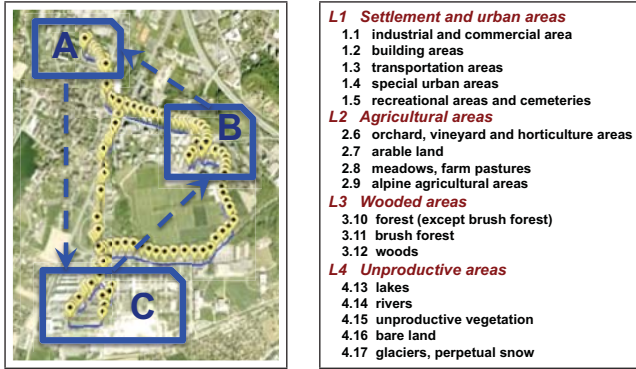 A
B
C
L1 Settlement and urban areas
1.1 industrial and commercial area
1.2 building areas
1.3 transportation areas
1.4 special urban areas
1.5 recreational areas and cemeteries
L2 Agricultural areas
2.6 orchard, vineyard and horticulture areas
2.7 arable land
2.8 meadows, farm pastures
2.9 alpine agricultural areas
L3 Wooded areas
3.10 forest (except brush forest)
3.11 brush forest
3.12 woods
L4 Unproductive areas
4.13 lakes
4.14 rivers
4.15 unproductive vegetation
4.16 bare land
4.17 glaciers, perpetual snow